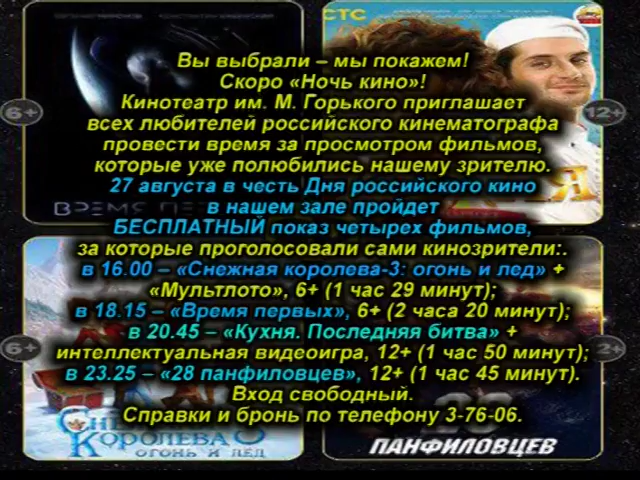 СТС
Вы выбрали – мы покажем!
Скоро «Ночь кино»!
Кинотеатр им. М. Горького приглашает
всех любителей российского кинематографа
провести время за просмотром фильмов,
которые уже полюбились нашему зрителю.
27 августа в честь Дня российского кино
в нашем зале пройдет
БЕСПЛАТНЫЙ показ четырех фильмов,
за которые проголосовали сами кинозрители:.
в 16.00 – «Снежная королева-3: огонь и лед» +
«Мультлото», 6+ (1 час 29 минут);
в 18.15 – «Время первых», 6+ (2 часа 20 минут);
в 20.45 – «Кухня. Последняя битва» +
интеллектуальная видеоигра, 12+ (1 час 50 минут);
в 23.25 – «28 панфиловцев», 12+ (1 час 45 минут).
Вход свободный.
Справки и бронь по телефону 3-76-06.
6+
12+
ВРЕМЯ
6+
КОРОЛЕВА 3
ОГОНЬ И ЛЕД
28
ПАНФИЛОВЦЕВ